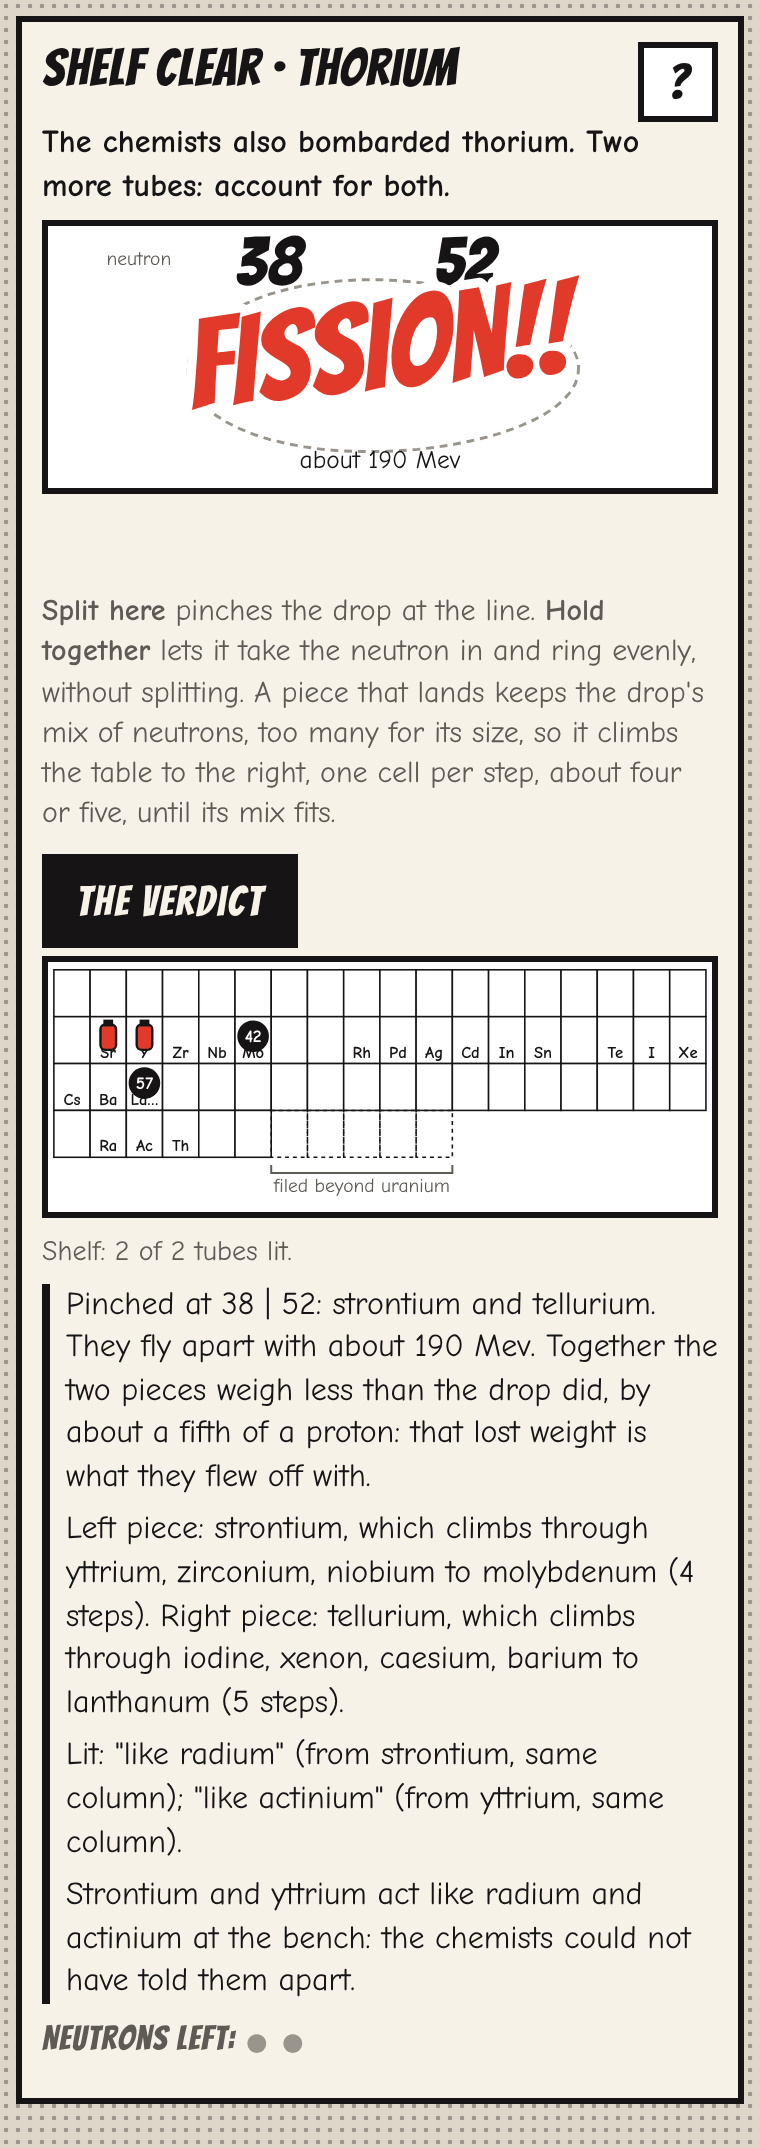 SHELF CLEAR · THORIUM
?
The chemists also bombarded thorium. Two
more tubes: account for both.
neutron
38 52
FISSION!!
about 190 Mev
Split here pinches the drop at the line. Hold
together lets it take the neutron in and ring evenly,
without splitting. A piece that lands keeps the drop's
mix of neutrons, too many for its size, so it climbs
the table to the right, one cell per step, about four
or five, until its mix fits.
THE VERDICT
42
Sr Y Zr Nb Mo Rh Pd Ag Cd In Sn Te I Xe
57
Cs Ba La...
Ra Ac Th
filed beyond uranium
Shelf: 2 of 2 tubes lit.
Pinched at 38 | 52: strontium and tellurium.
They fly apart with about 190 Mev. Together the
two pieces weigh less than the drop did, by
about a fifth of a proton: that lost weight is
what they flew off with.
Left piece: strontium, which climbs through
yttrium, zirconium, niobium to molybdenum (4
steps). Right piece: tellurium, which climbs
through iodine, xenon, caesium, barium to
lanthanum (5 steps).
Lit: "like radium" (from strontium, same
column); "like actinium" (from yttrium, same
column).
Strontium and yttrium act like radium and
actinium at the bench: the chemists could not
have told them apart.
NEUTRONS LEFT: